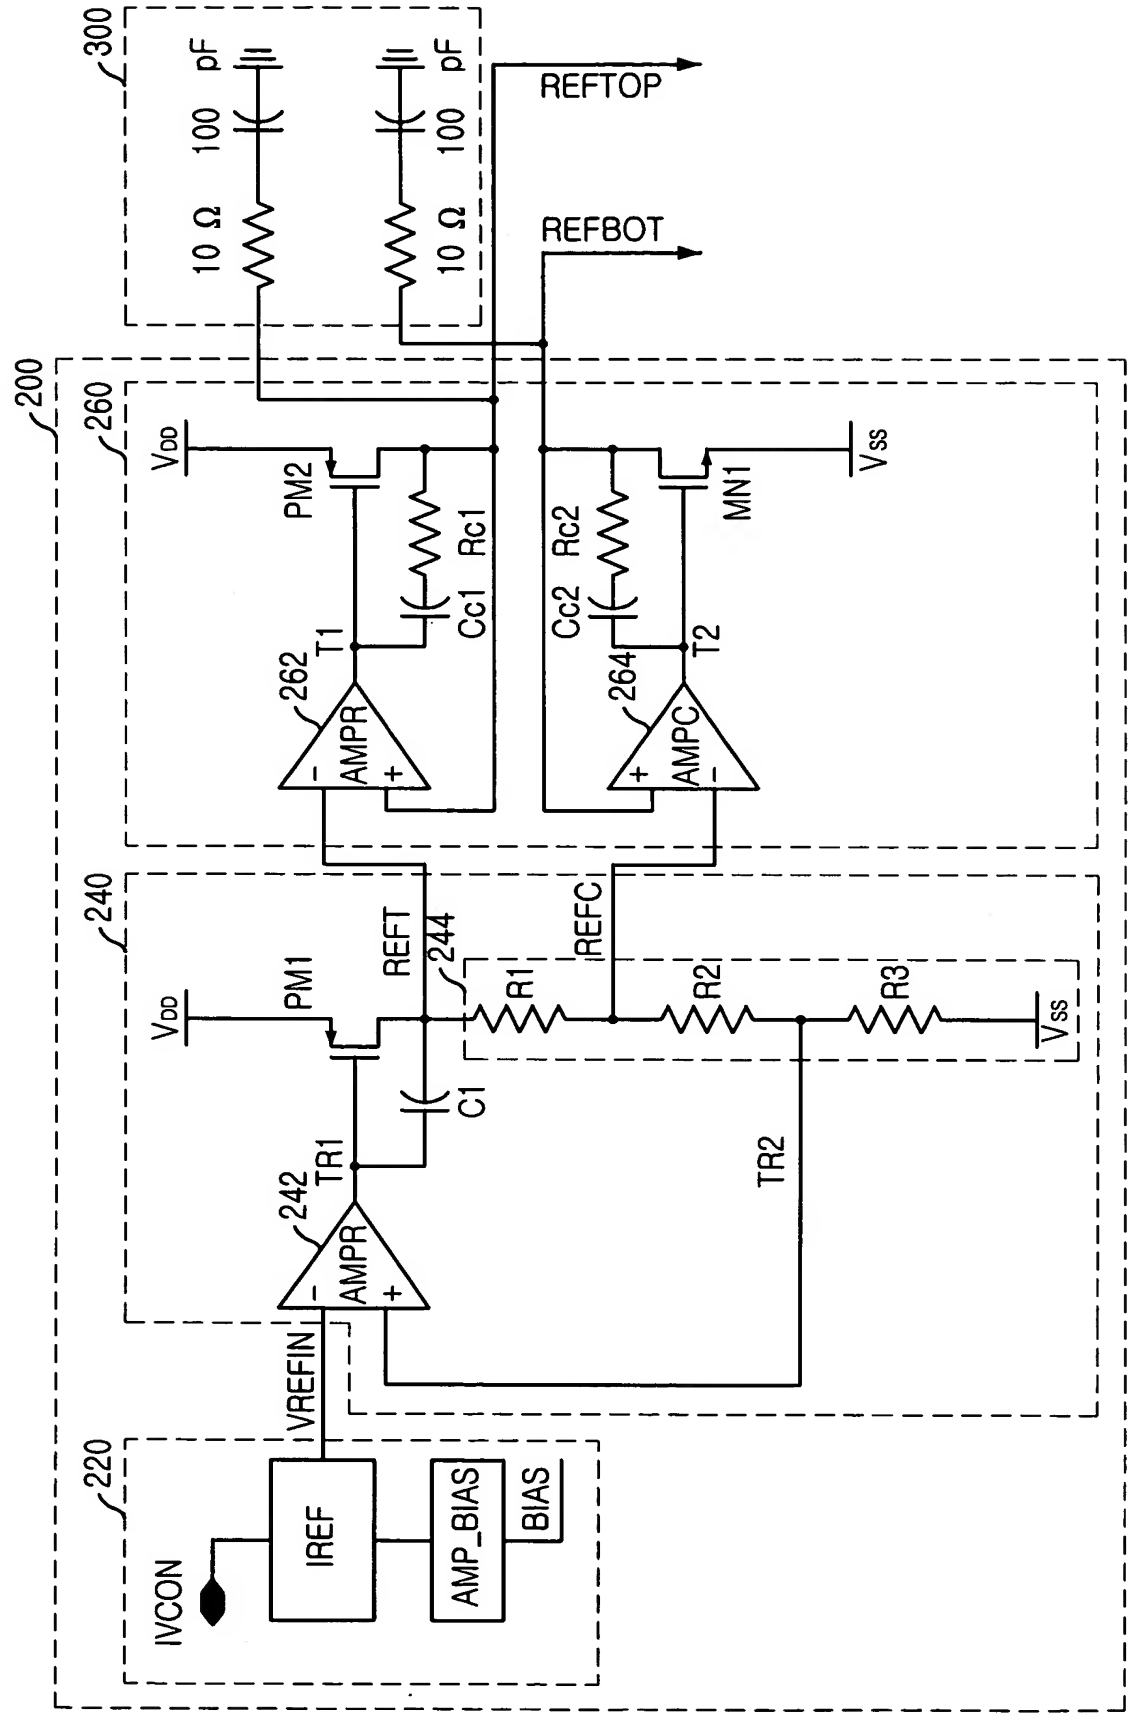 200
220
IVCON
IREF
AMP_BIAS
BIAS
VREFIN
240
242
AMPR
-
+
TR1
VDD
PM1
C1
REFT
244
R1
REFC
R2
R3
VSS
TR2
260
262
AMPR
-
+
T1
VDD
PM2
Cc1
Rc1
264
AMPC
+
-
T2
Cc2
Rc2
MN1
VSS
300
10 Ω
100 pF
10 Ω
100 pF
REFTOP
REFBOT